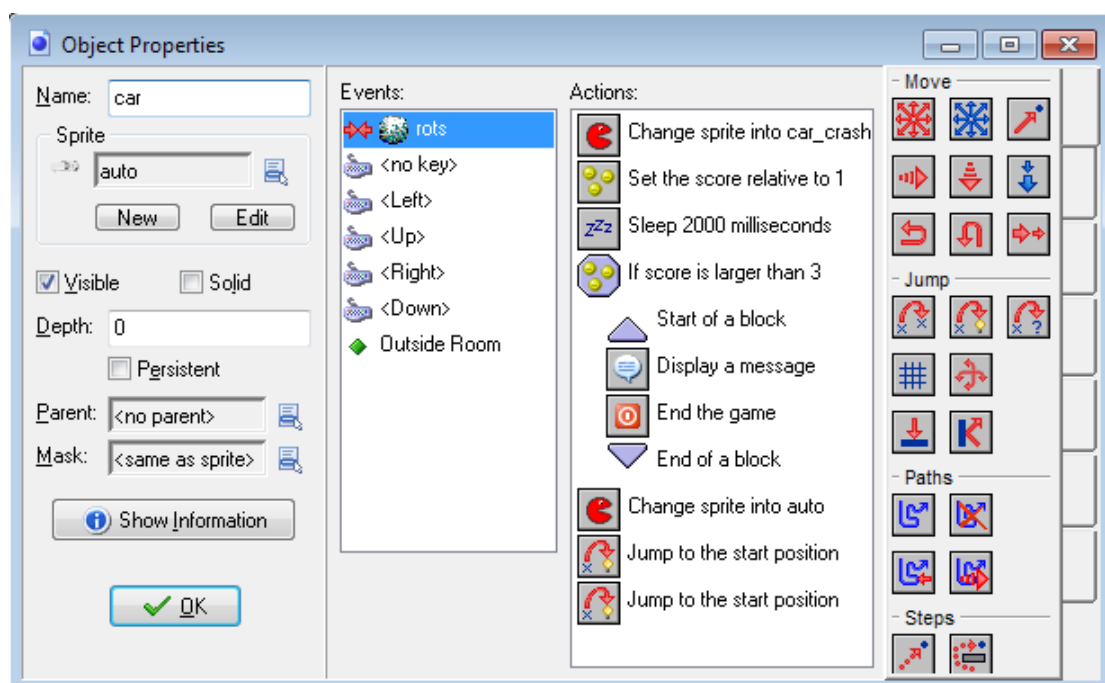 Object Properties
Name: car
Sprite
auto
New Edit
Visible Solid
Depth: 0
Persistent
Parent: <no parent>
Mask: <same as sprite>
Show Information
OK
Events:
rots
<no key>
<Left>
<Up>
<Right>
<Down>
Outside Room
Actions:
Change sprite into car_crash
Set the score relative to 1
zZz Sleep 2000 milliseconds
If score is larger than 3
Start of a block
Display a message
End the game
End of a block
Change sprite into auto
Jump to the start position
Jump to the start position
Move
Jump
Paths
Steps